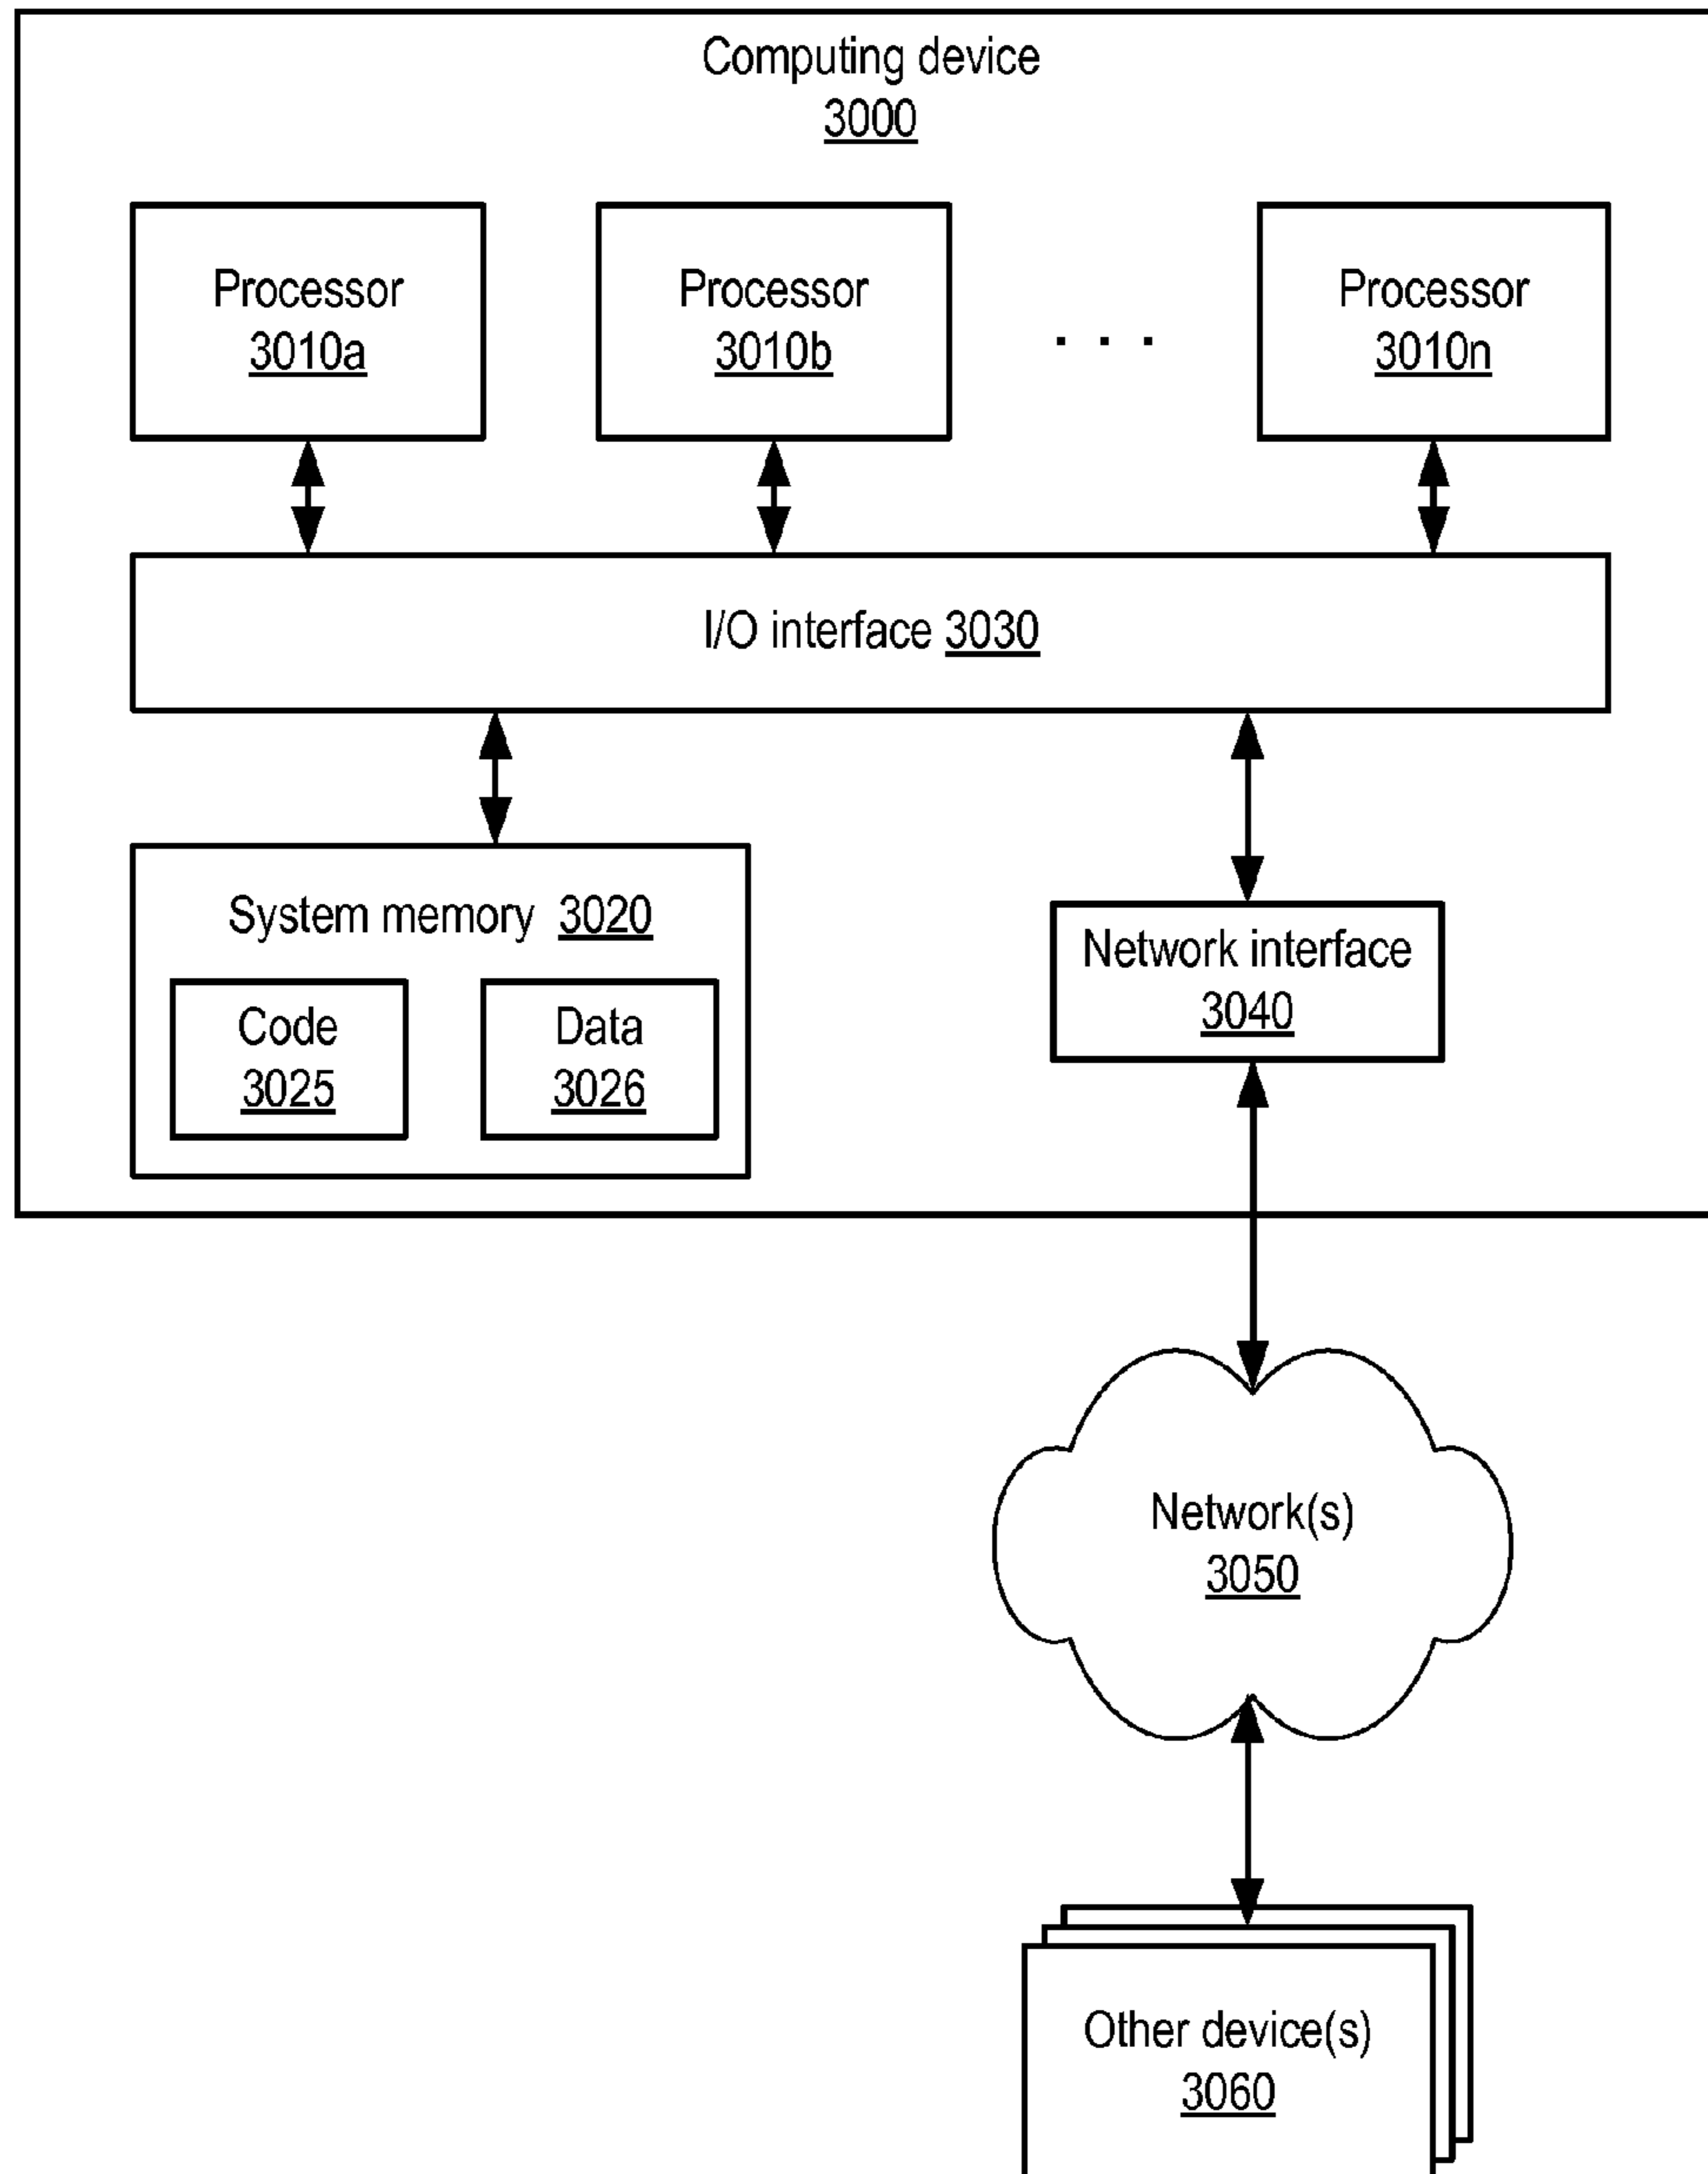 Computing device
3000
Processor
3010a
Processor
3010b
. . .
Processor
3010n
I/O interface 3030
System memory 3020
Code
3025
Data
3026
Network interface
3040
Network(s)
3050
Other device(s)
3060